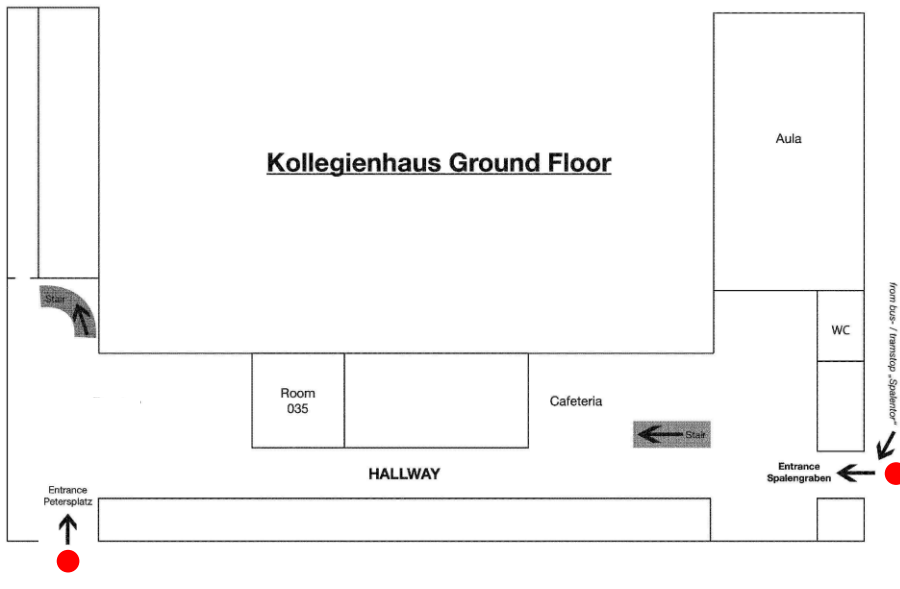 Kollegienhaus Ground Floor
Aula
Stair
WC
from bus- / tramstop „Spalentor"
Room
035
Cafeteria
Stair
HALLWAY
Entrance
Spalengraben
Entrance
Petersplatz